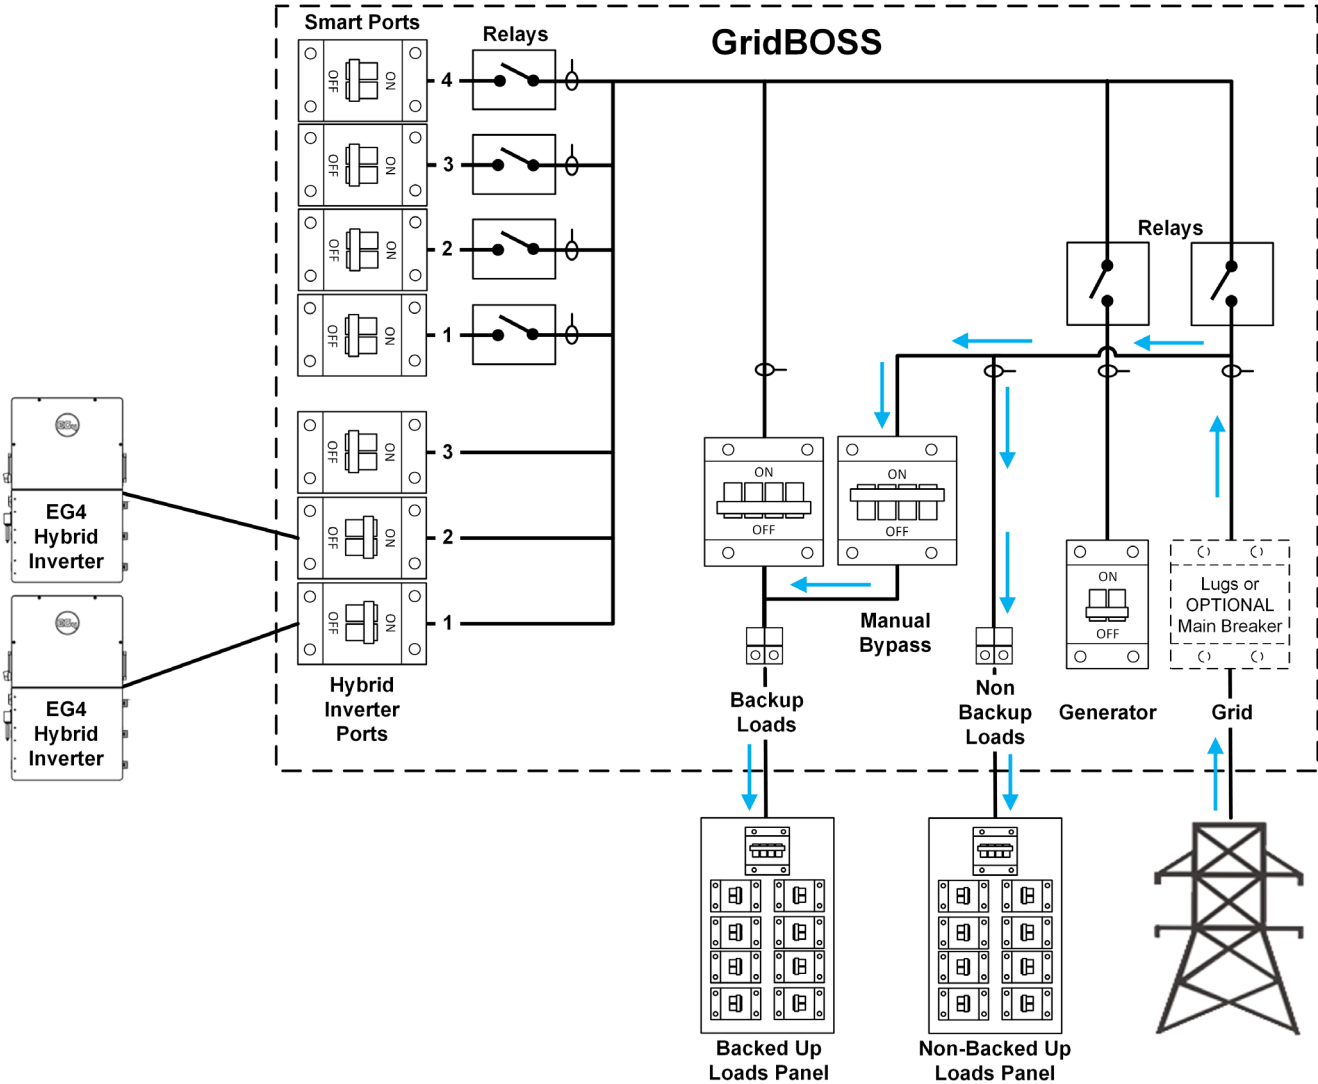 Smart Ports
Relays
GridBOSS
OFF
ON
4
OFF
ON
3
OFF
ON
2
OFF
ON
1
Relays
OFF
ON
3
OFF
ON
2
OFF
ON
1
EG4
Hybrid
Inverter
EG4
Hybrid
Inverter
Hybrid
Inverter
Ports
ON
OFF
ON
OFF
Manual
Bypass
ON
OFF
Lugs or
OPTIONAL
Main Breaker
Backup
Loads
Non
Backup
Loads
Generator
Grid
Backed Up
Loads Panel
Non-Backed Up
Loads Panel